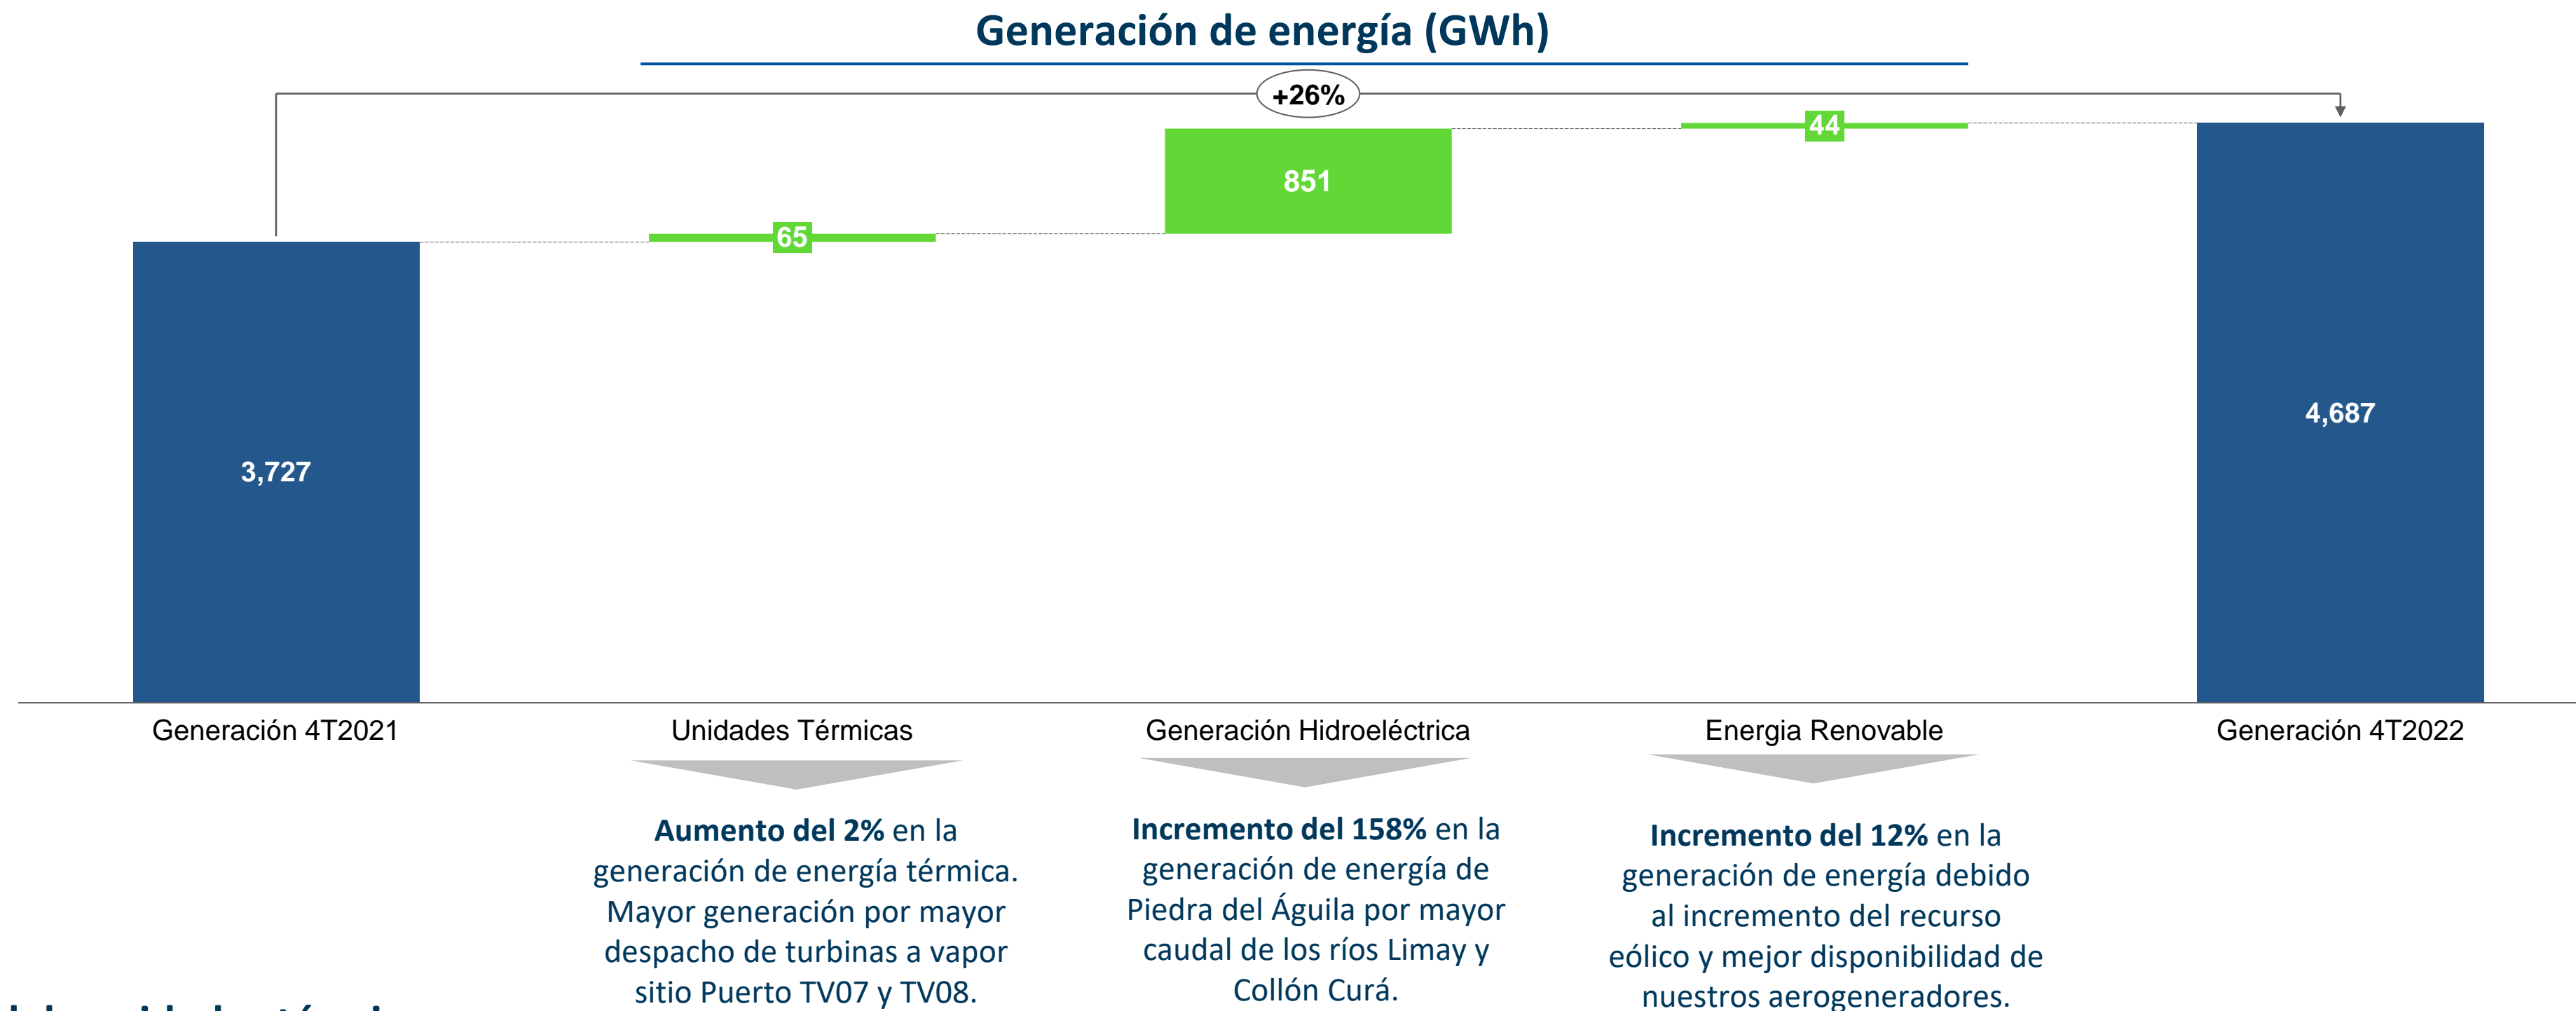 Generación de energía (GWh)
+26%
44
851
65
4,687
3,727
Generación 4T2021
Unidades Térmicas
Generación Hidroeléctrica
Energia Renovable
Generación 4T2022
Aumento del 2% en la
generación de energía térmica.
Mayor generación por mayor
despacho de turbinas a vapor
sitio Puerto TV07 y TV08.
Incremento del 158% en la
generación de energía de
Piedra del Águila por mayor
caudal de los ríos Limay y
Collón Curá.
Incremento del 12% en la
generación de energía debido
al incremento del recurso
eólico y mejor disponibilidad de
nuestros aerogeneradores.